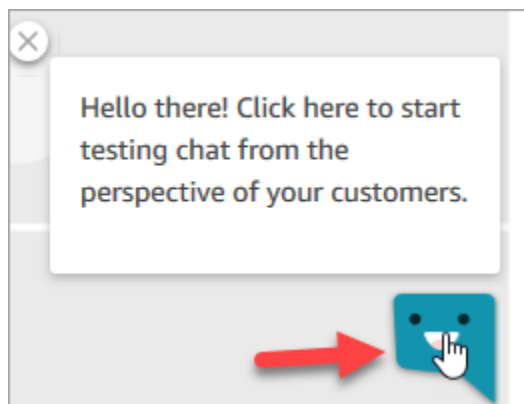 Hello there! Click here to start
testing chat from the
perspective of your customers.